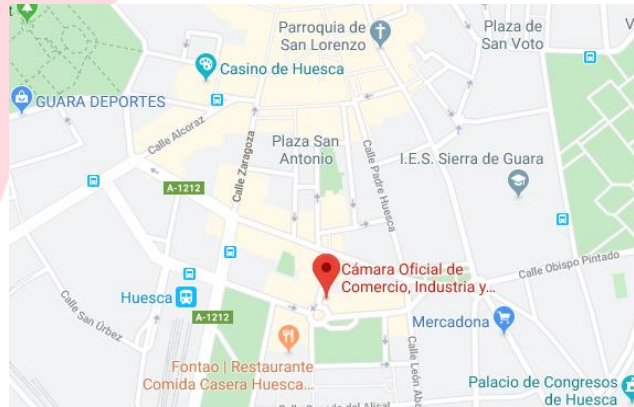 Parroquia de
San Lorenzo
Plaza de
San Voto
Casino de Huesca
GUARA DEPORTES
Calle Alcoraz
Calle Zaragoza
Plaza San
Antonio
Calle Padre Huesca
I.E.S. Sierra de Guara
A-1212
Cámara Oficial de
Comercio, Industria y...
Calle Obispo Pintado
Huesca
Calle San Úrbez
A-1212
Mercadona
Fontao | Restaurante
Comida Casera Huesca...
Calle León Aba
Palacio de Congresos
de Huesca